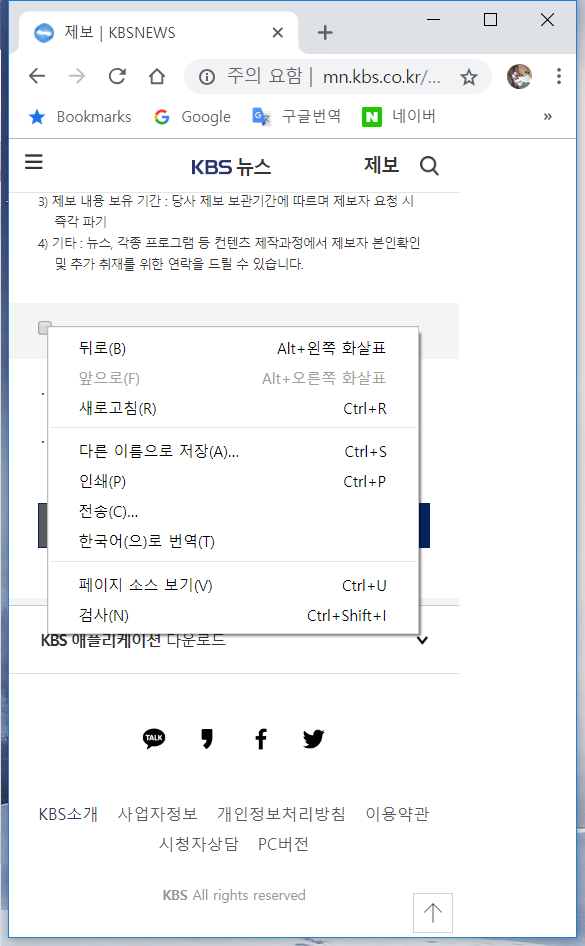 제보 | KBSNEWS
주의 요함 | mn.kbs.co.kr/...
Bookmarks Google 구글번역 네이버 »
KBS 뉴스 제보
3) 제보 내용 보유 기간 : 당사 제보 보관기간에 따르며 제보자 요청 시
즉각 파기
4) 기타 : 뉴스, 각종 프로그램 등 컨텐츠 제작과정에서 제보자 본인확인
및 추가 취재를 위한 연락을 드릴 수 있습니다.
뒤로(B) Alt+왼쪽 화살표
앞으로(F) Alt+오른쪽 화살표
새로고침(R) Ctrl+R
다른 이름으로 저장(A)... Ctrl+S
인쇄(P) Ctrl+P
전송(C)...
한국어(으)로 번역(T)
페이지 소스 보기(V) Ctrl+U
검사(N) Ctrl+Shift+I
KBS 애플리케이션 다운로드
TALK
KBS소개 사업자정보 개인정보처리방침 이용약관
시청자상담 PC버전
KBS All rights reserved